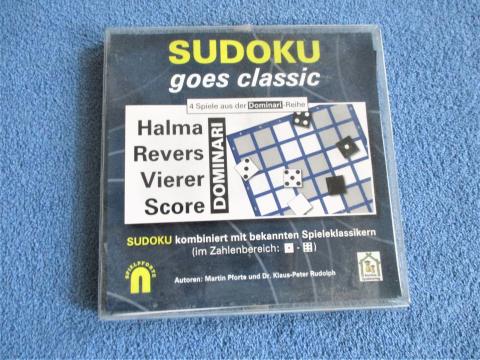 SUDOKU
goes classic
4 Spiele aus der Dominari-Reihe
Halma
Revers
Vierer
Score
DOMINARI
SUDOKU kombiniert mit bekannten Spieleklassikern
(im Zahlenbereich: - )
SPIELPFORTE
Autoren: Martin Pforte und Dr. Klaus-Peter Rudolph